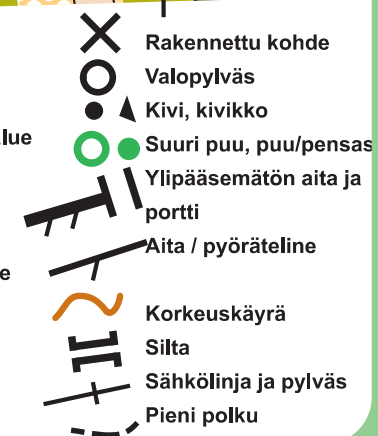 Rakennettu kohde
Valopylväs
Kivi, kivikko
Suuri puu, puu/pensas
Ylipääsemätön aita ja
portti
Aita / pyöräteline
Korkeuskäyrä
Silta
Sähkölinja ja pylväs
Pieni polku